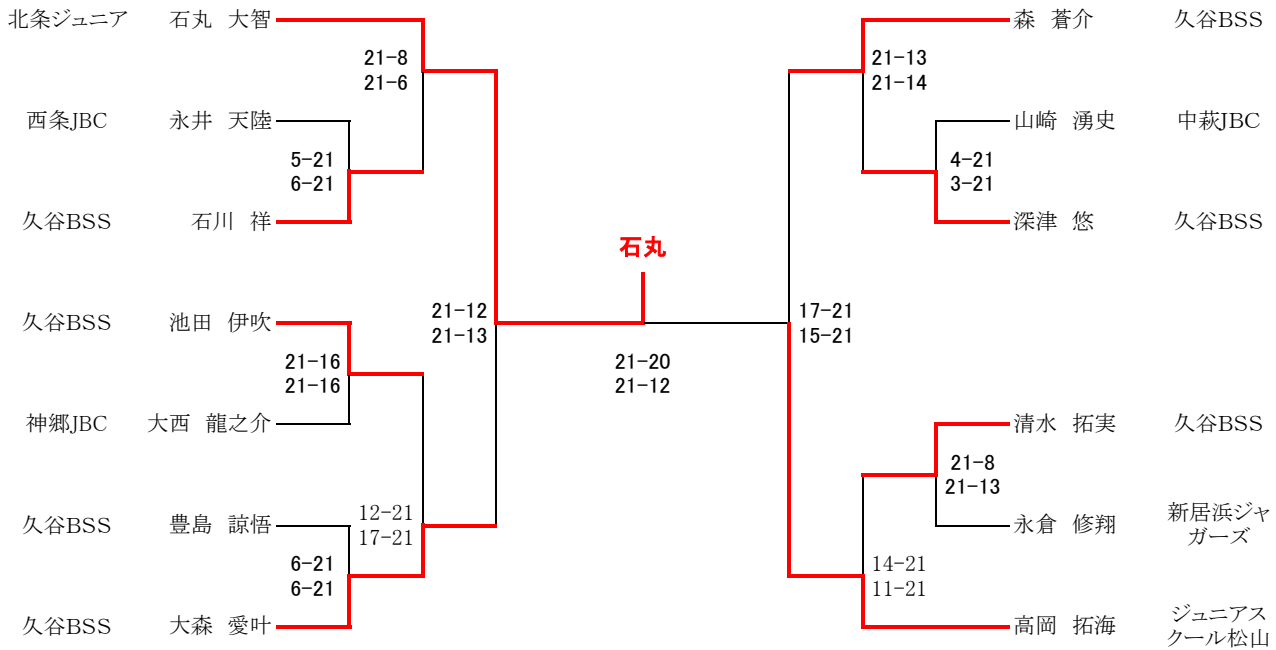 北条ジュニア 石丸 大智
21-8
21-6
西条JBC 永井 天陸
5-21
6-21
久谷BSS 石川 祥
久谷BSS 池田 伊吹
21-16
21-16
神郷JBC 大西 龍之介
久谷BSS 豊島 諒悟
12-21
17-21
6-21
6-21
久谷BSS 大森 愛叶
21-12
21-13
石丸
21-20
21-12
森 蒼介 久谷BSS
21-13
21-14
山崎 湧史 中萩JBC
4-21
3-21
深津 悠 久谷BSS
17-21
15-21
清水 拓実 久谷BSS
21-8
21-13
永倉 修翔 新居浜ジャ
ガーズ
14-21
11-21
高岡 拓海 ジュニアス
クール松山